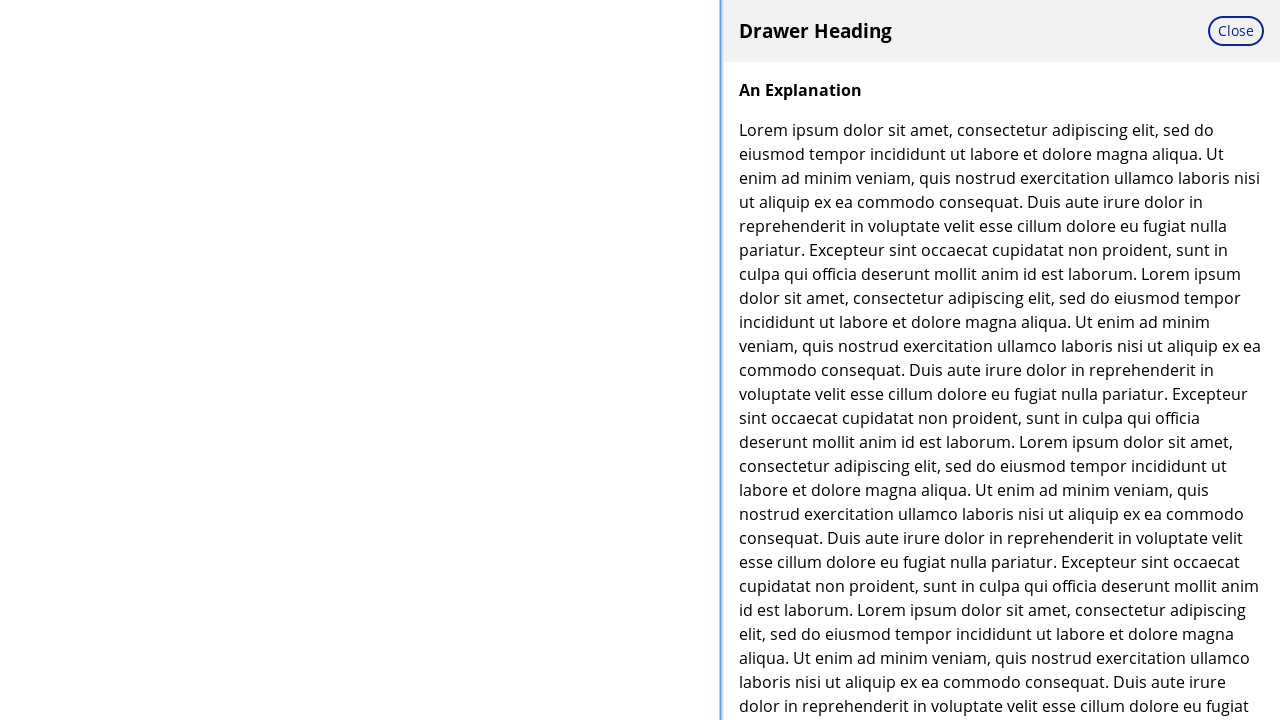 Drawer Heading
Close
An Explanation
Lorem ipsum dolor sit amet, consectetur adipiscing elit, sed do
eiusmod tempor incididunt ut labore et dolore magna aliqua. Ut
enim ad minim veniam, quis nostrud exercitation ullamco laboris nisi
ut aliquip ex ea commodo consequat. Duis aute irure dolor in
reprehenderit in voluptate velit esse cillum dolore eu fugiat nulla
pariatur. Excepteur sint occaecat cupidatat non proident, sunt in
culpa qui officia deserunt mollit anim id est laborum. Lorem ipsum
dolor sit amet, consectetur adipiscing elit, sed do eiusmod tempor
incididunt ut labore et dolore magna aliqua. Ut enim ad minim
veniam, quis nostrud exercitation ullamco laboris nisi ut aliquip ex ea
commodo consequat. Duis aute irure dolor in reprehenderit in
voluptate velit esse cillum dolore eu fugiat nulla pariatur. Excepteur
sint occaecat cupidatat non proident, sunt in culpa qui officia
deserunt mollit anim id est laborum. Lorem ipsum dolor sit amet,
consectetur adipiscing elit, sed do eiusmod tempor incididunt ut
labore et dolore magna aliqua. Ut enim ad minim veniam, quis
nostrud exercitation ullamco laboris nisi ut aliquip ex ea commodo
consequat. Duis aute irure dolor in reprehenderit in voluptate velit
esse cillum dolore eu fugiat nulla pariatur. Excepteur sint occaecat
cupidatat non proident, sunt in culpa qui officia deserunt mollit anim
id est laborum. Lorem ipsum dolor sit amet, consectetur adipiscing
elit, sed do eiusmod tempor incididunt ut labore et dolore magna
aliqua. Ut enim ad minim veniam, quis nostrud exercitation ullamco
laboris nisi ut aliquip ex ea commodo consequat. Duis aute irure
dolor in reprehenderit in voluptate velit esse cillum dolore eu fugiat